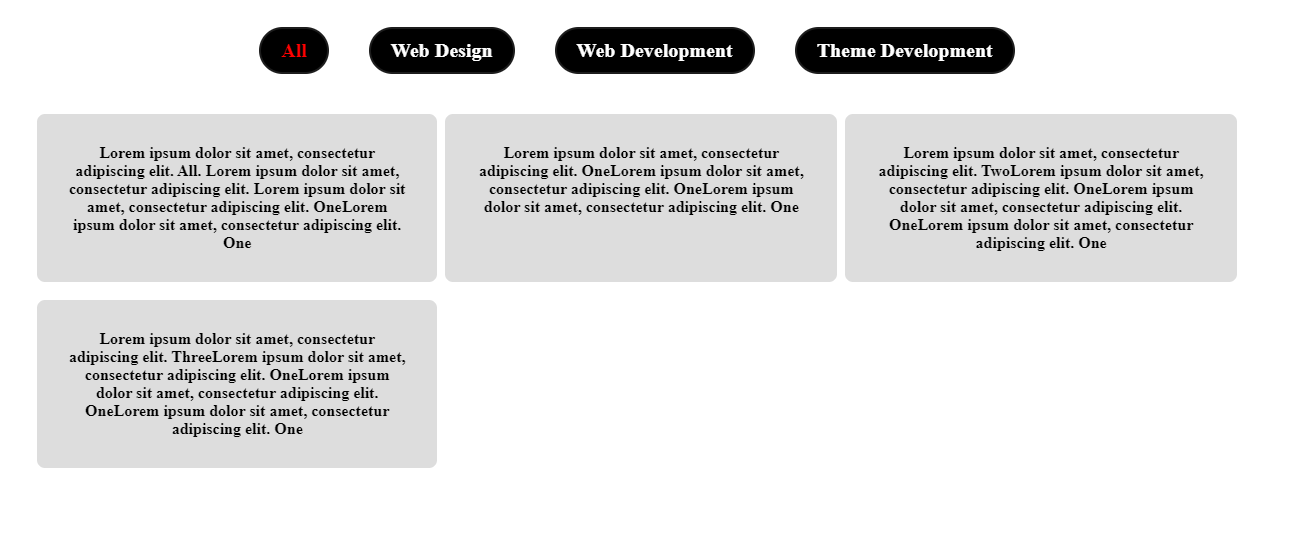 All
Web Design
Web Development
Theme Development
Lorem ipsum dolor sit amet, consectetur
adipiscing elit. All. Lorem ipsum dolor sit amet,
consectetur adipiscing elit. Lorem ipsum dolor sit
amet, consectetur adipiscing elit. OneLorem
ipsum dolor sit amet, consectetur adipiscing elit.
One
Lorem ipsum dolor sit amet, consectetur
adipiscing elit. OneLorem ipsum dolor sit amet,
consectetur adipiscing elit. OneLorem ipsum
dolor sit amet, consectetur adipiscing elit. One
Lorem ipsum dolor sit amet, consectetur
adipiscing elit. TwoLorem ipsum dolor sit amet,
consectetur adipiscing elit. OneLorem ipsum
dolor sit amet, consectetur adipiscing elit.
OneLorem ipsum dolor sit amet, consectetur
adipiscing elit. One
Lorem ipsum dolor sit amet, consectetur
adipiscing elit. ThreeLorem ipsum dolor sit amet,
consectetur adipiscing elit. OneLorem ipsum
dolor sit amet, consectetur adipiscing elit.
OneLorem ipsum dolor sit amet, consectetur
adipiscing elit. One